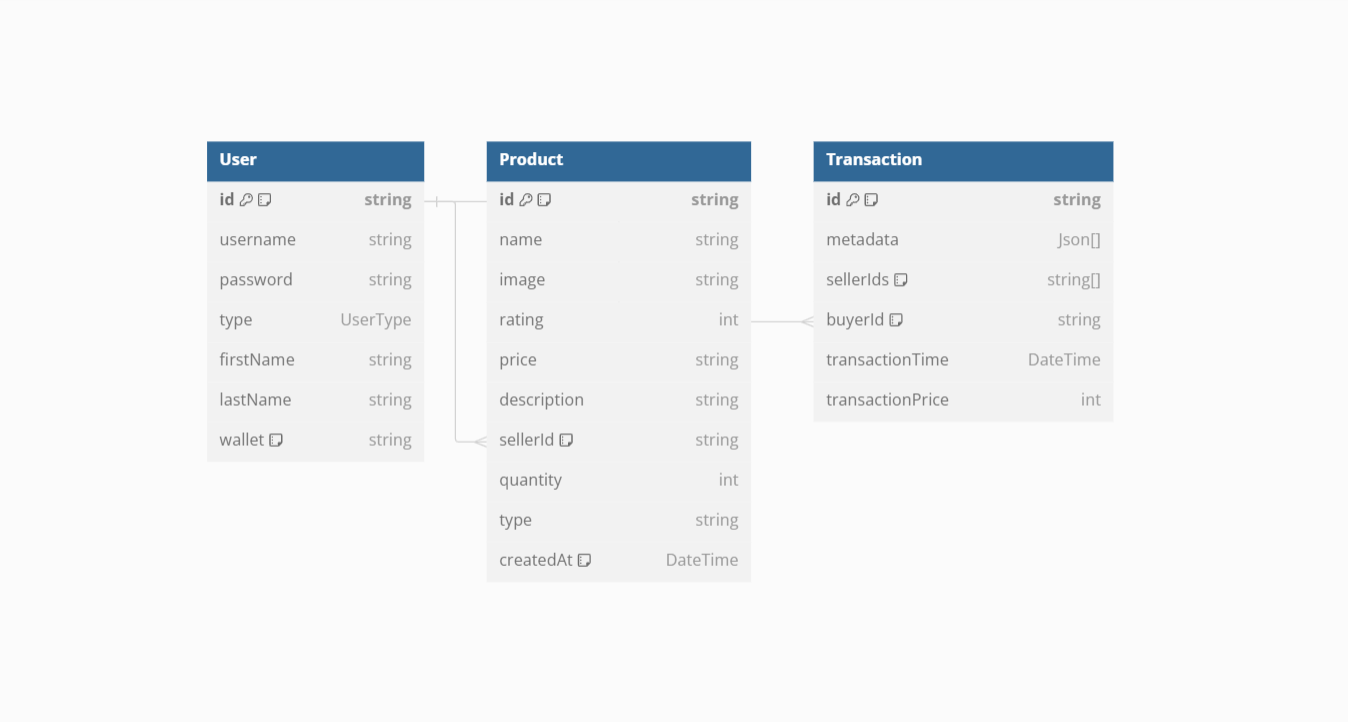 User
id string
username string
password string
type UserType
firstName string
lastName string
wallet string
Product
id string
name string
image string
rating int
price string
description string
sellerId string
quantity int
type string
createdAt DateTime
Transaction
id string
metadata Json[]
sellerIds string[]
buyerId string
transactionTime DateTime
transactionPrice int